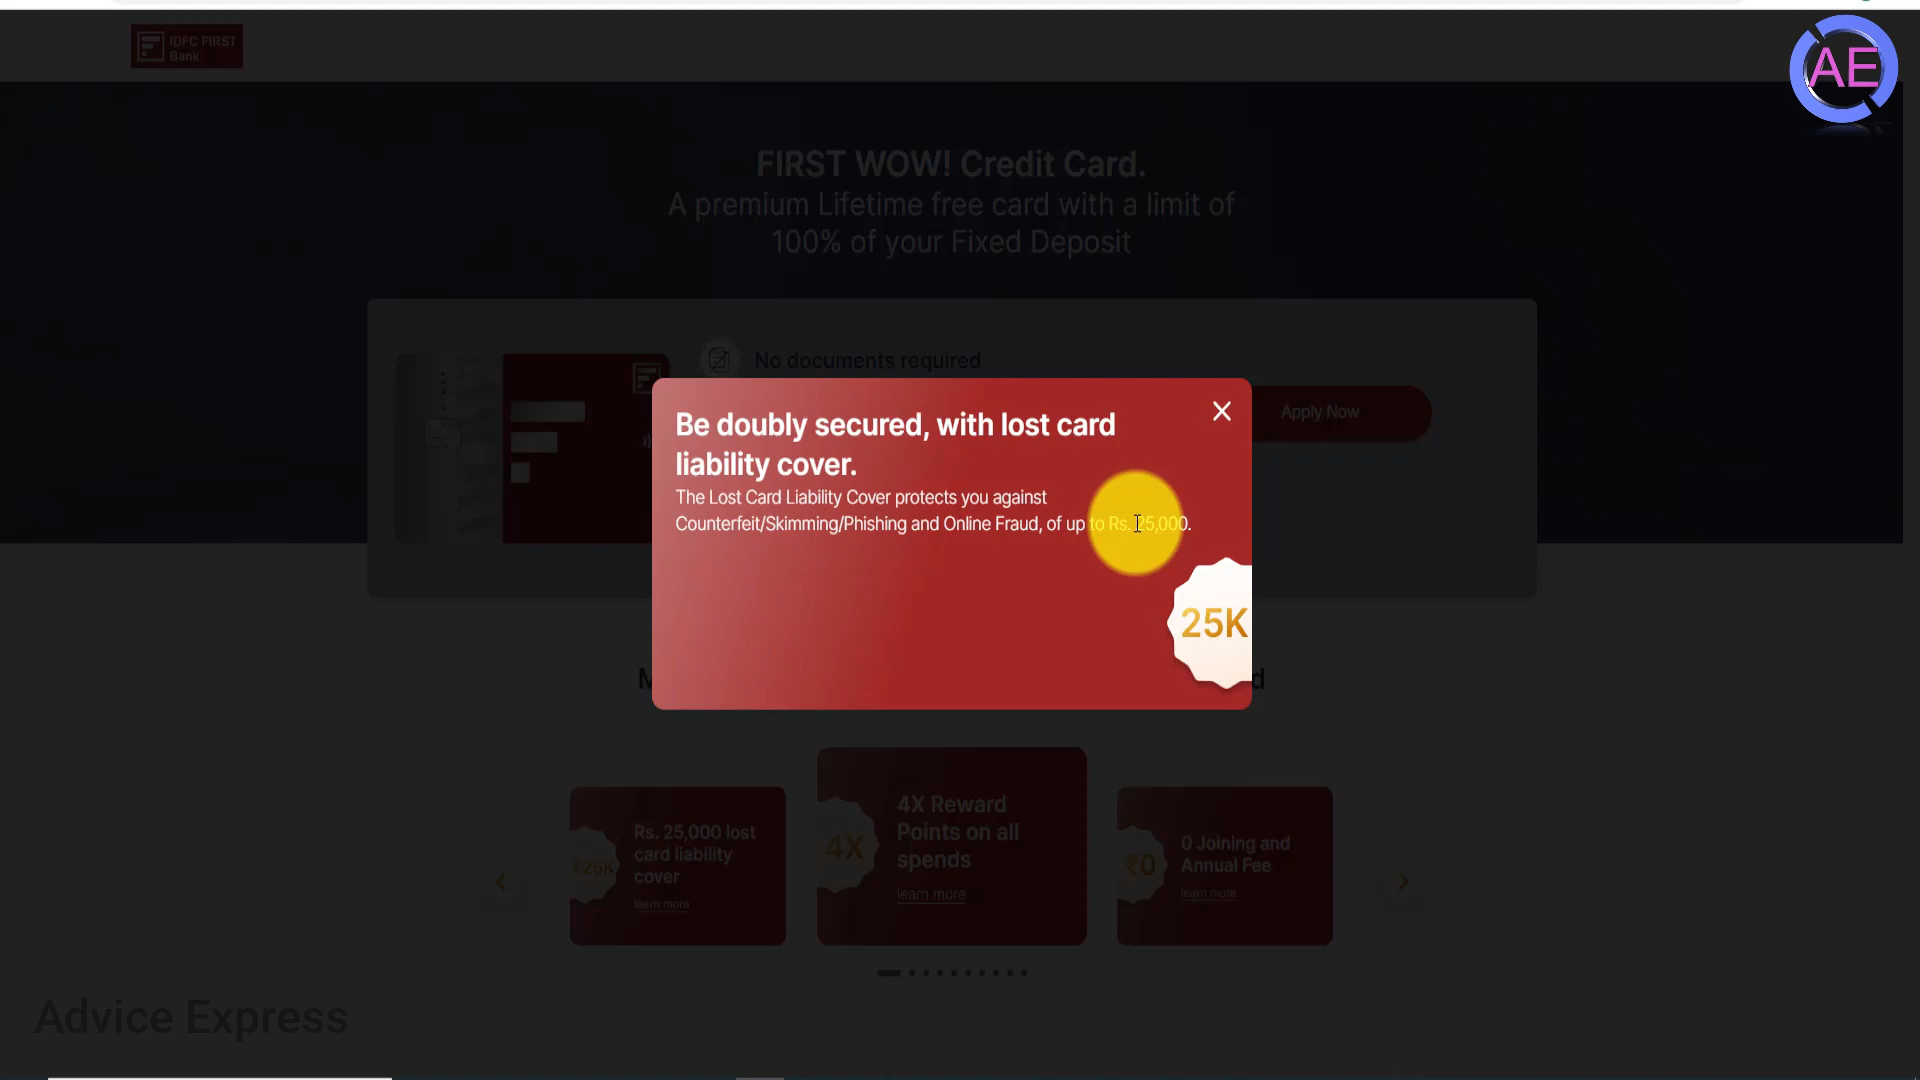 IDFC FIRST
Bank
AE
FIRST WOW! Credit Card.
A premium Lifetime free card with a limit of
100% of your Fixed Deposit
No documents required
Apply Now
Be doubly secured, with lost card
liability cover.
The Lost Card Liability Cover protects you against
Counterfeit/Skimming/Phishing and Online Fraud, of up to Rs. 25,000.
25K
₹25K
Rs. 25,000 lost
card liability
cover
learn more
4X
4X Reward
Points on all
spends
learn more
₹0
0 Joining and
Annual Fee
learn more
Advice Express